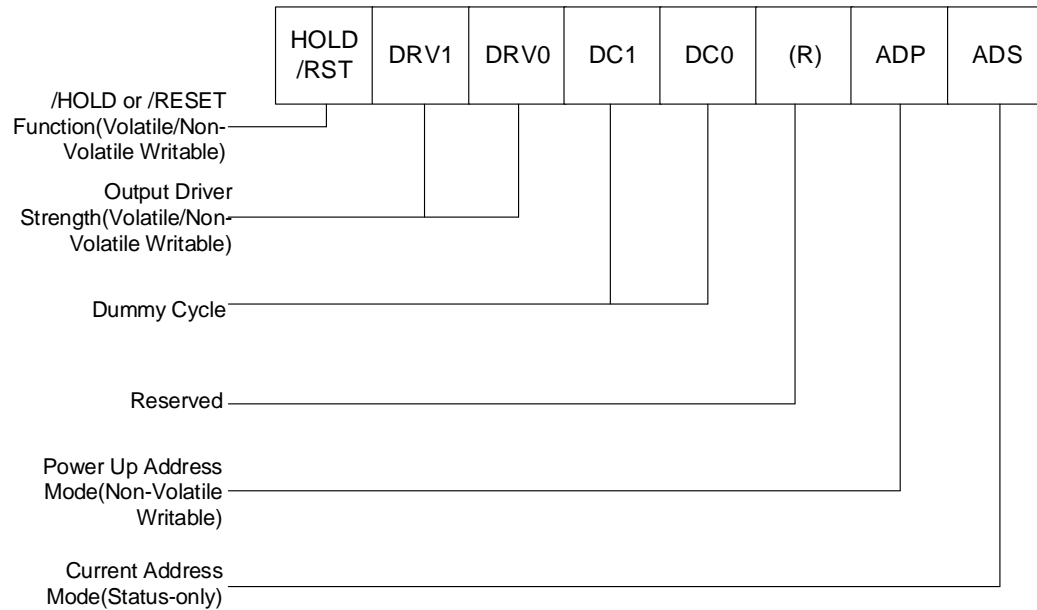 HOLD /RST DRV1 DRV0 DC1 DC0 (R) ADP ADS
/HOLD or /RESET
Function(Volatile/Non-
Volatile Writable)
Output Driver
Strength(Volatile/Non-
Volatile Writable)
Dummy Cycle
Reserved
Power Up Address
Mode(Non-Volatile
Writable)
Current Address
Mode(Status-only)